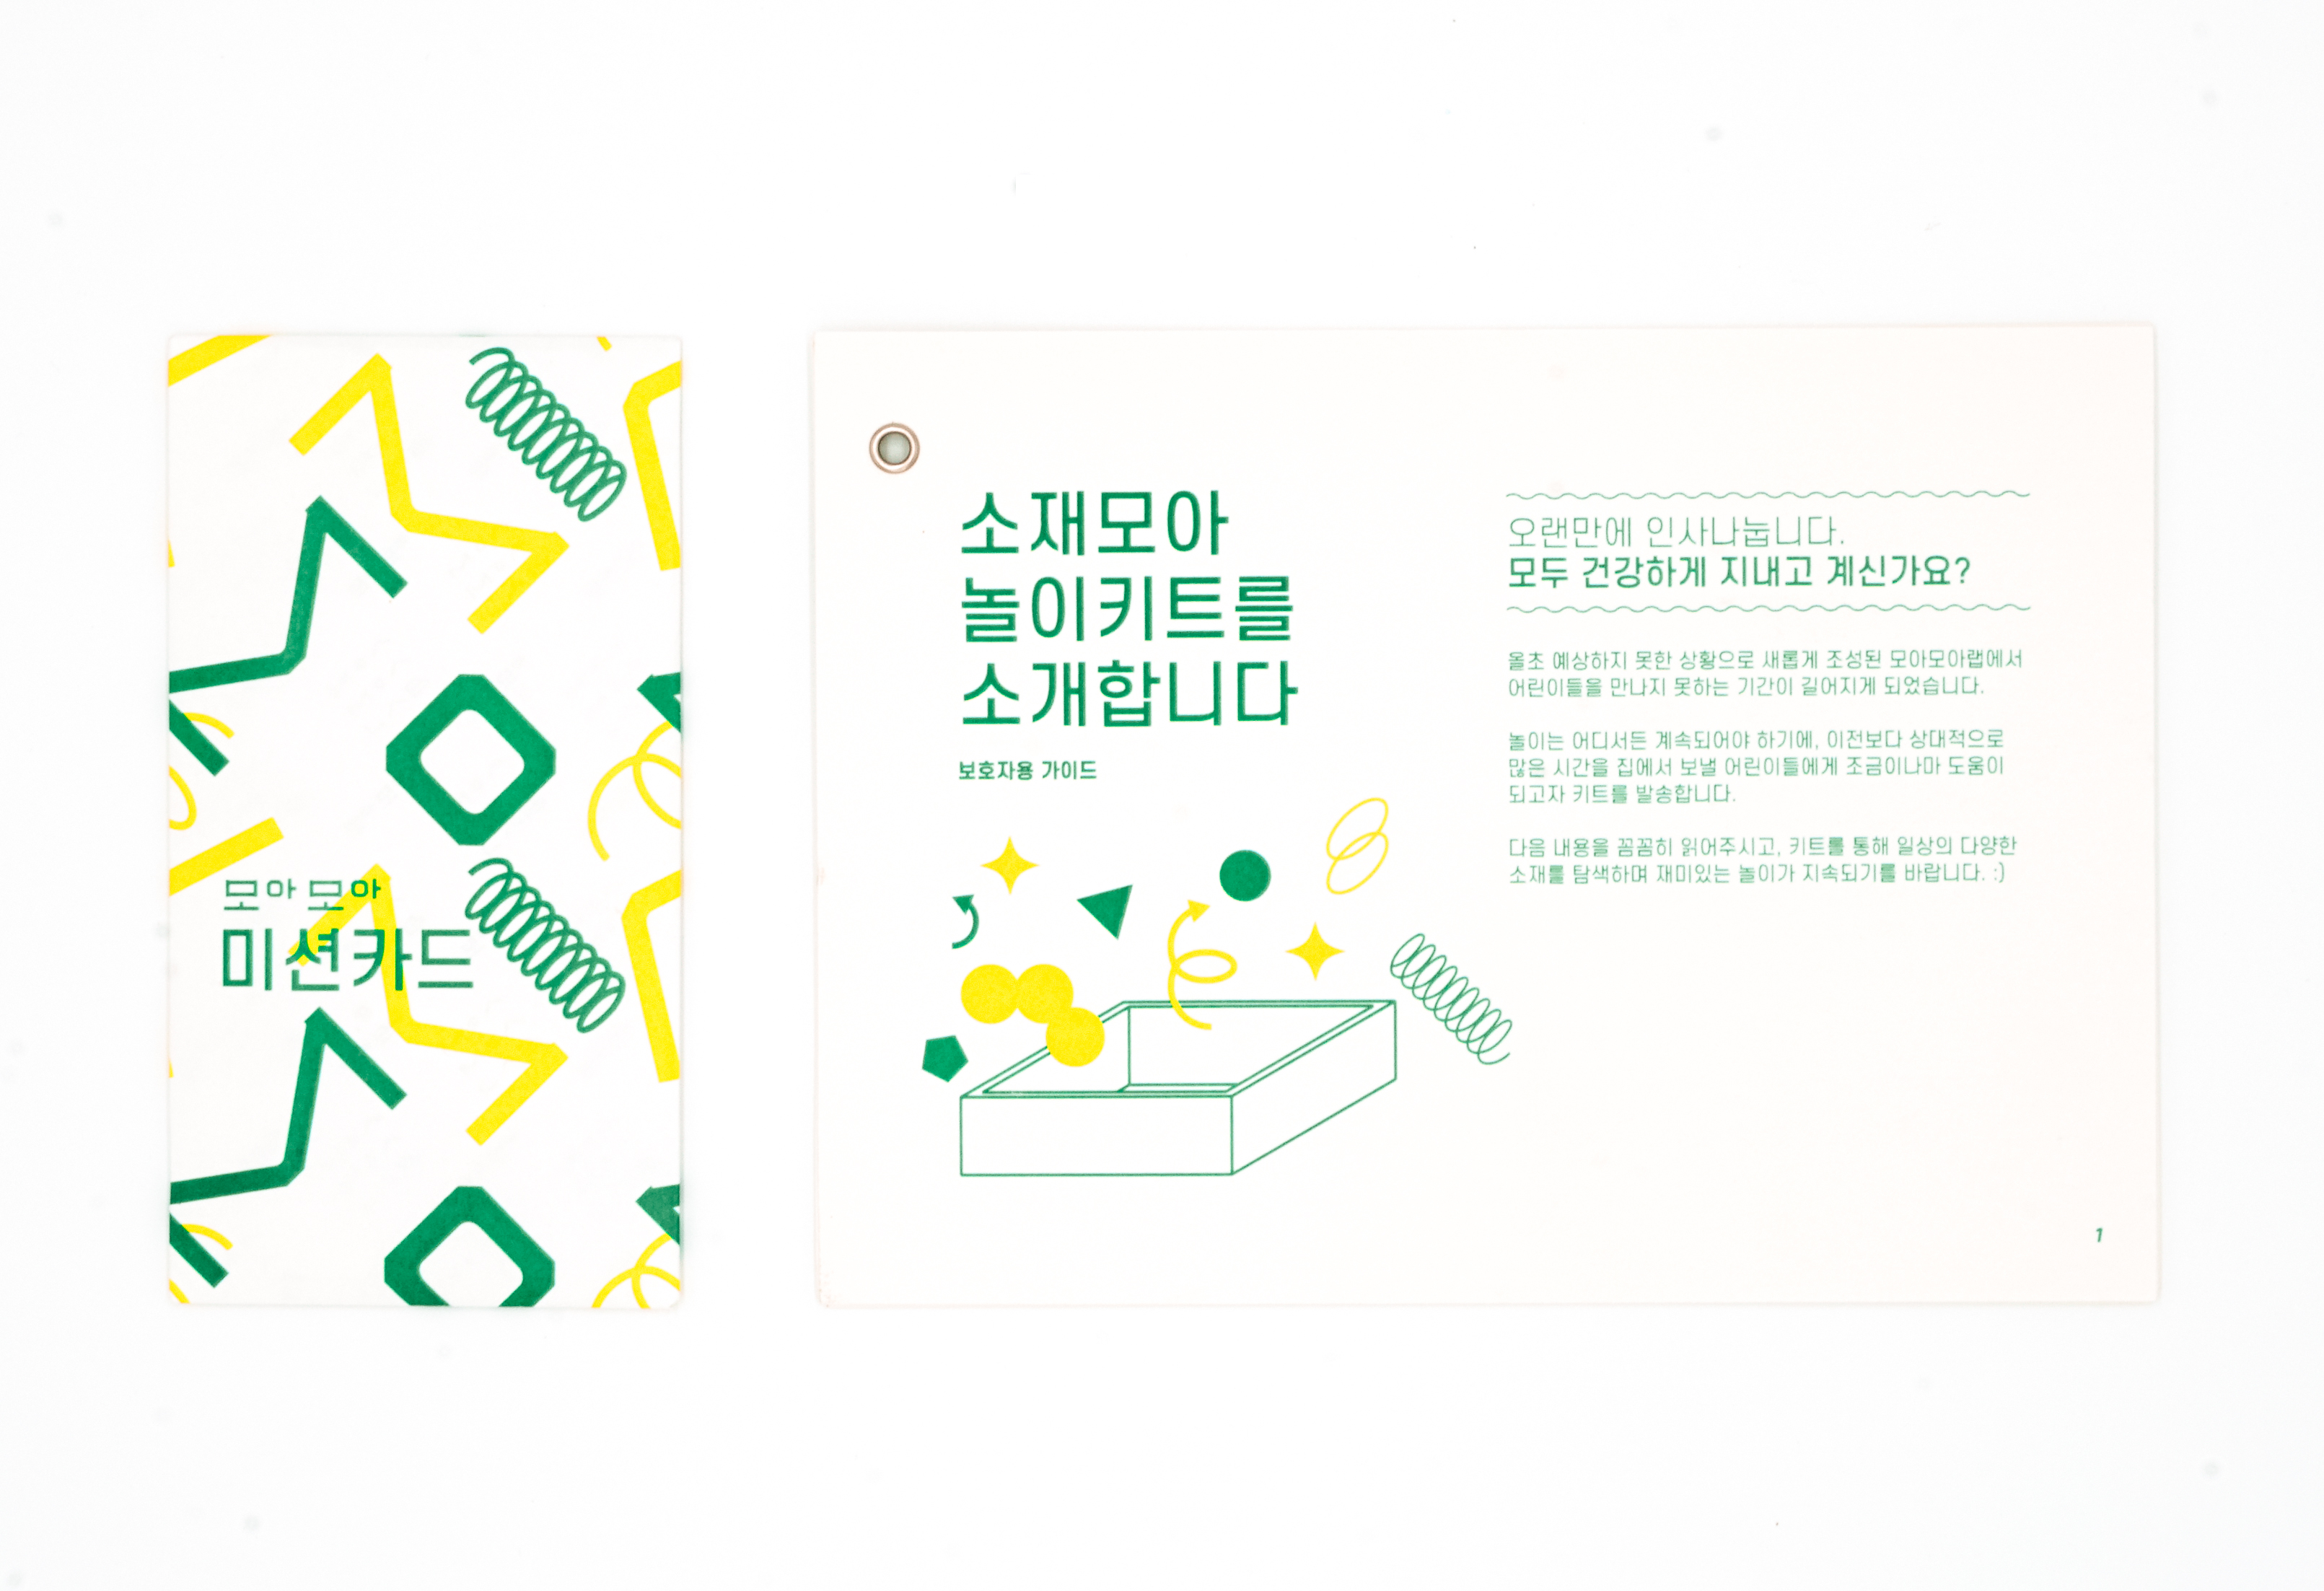 모아모아
미션카드
소재모아
놀이키트를
소개합니다
보호자용 가이드
오랜만에 인사나눕니다.
모두 건강하게 지내고 계신가요?
올초 예상하지 못한 상황으로 새롭게 조성된 모아모아랩에서
어린이들을 만나지 못하는 기간이 길어지게 되었습니다.
놀이는 어디서든 계속되어야 하기에, 이전보다 상대적으로
많은 시간을 집에서 보낼 어린이들에게 조금이나마 도움이
되고자 키트를 발송합니다.
다음 내용을 꼼꼼히 읽어주시고, 키트를 통해 일상의 다양한
소재를 탐색하며 재미있는 놀이가 지속되기를 바랍니다. :)
1